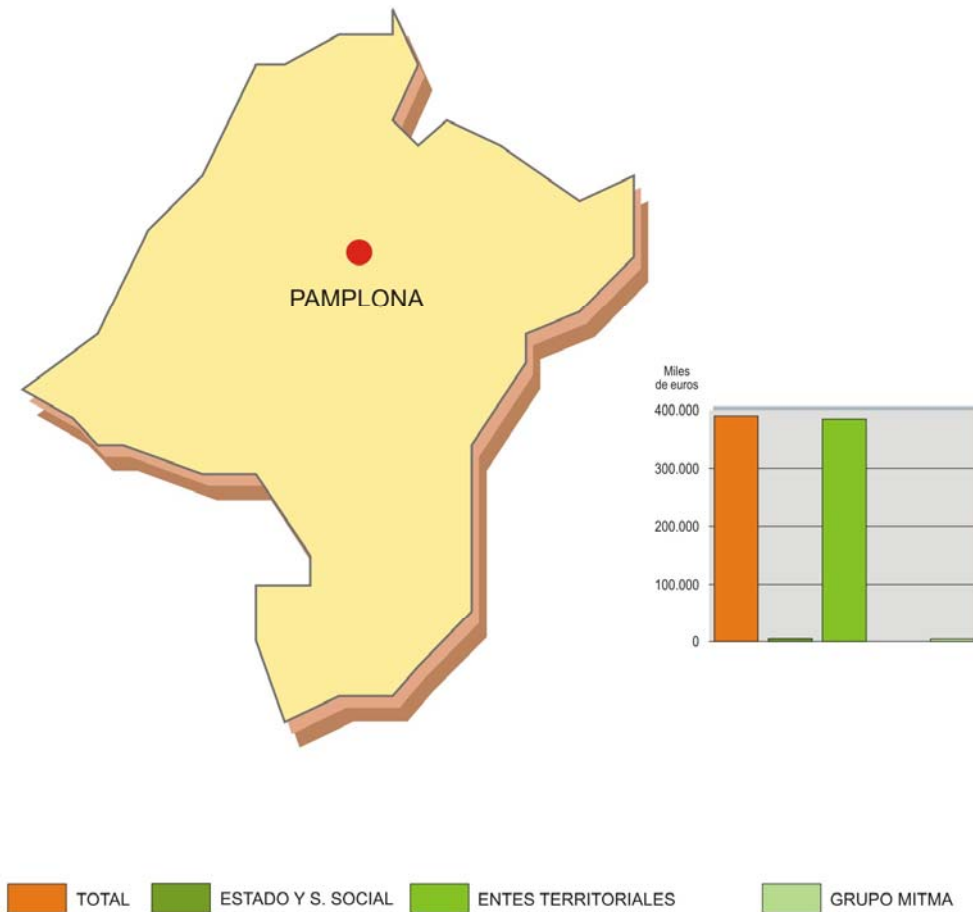 PAMPLONA
Miles
de euros
400.000
300.000
200.000
100.000
0
TOTAL
ESTADO Y S. SOCIAL
ENTES TERRITORIALES
GRUPO MITMA